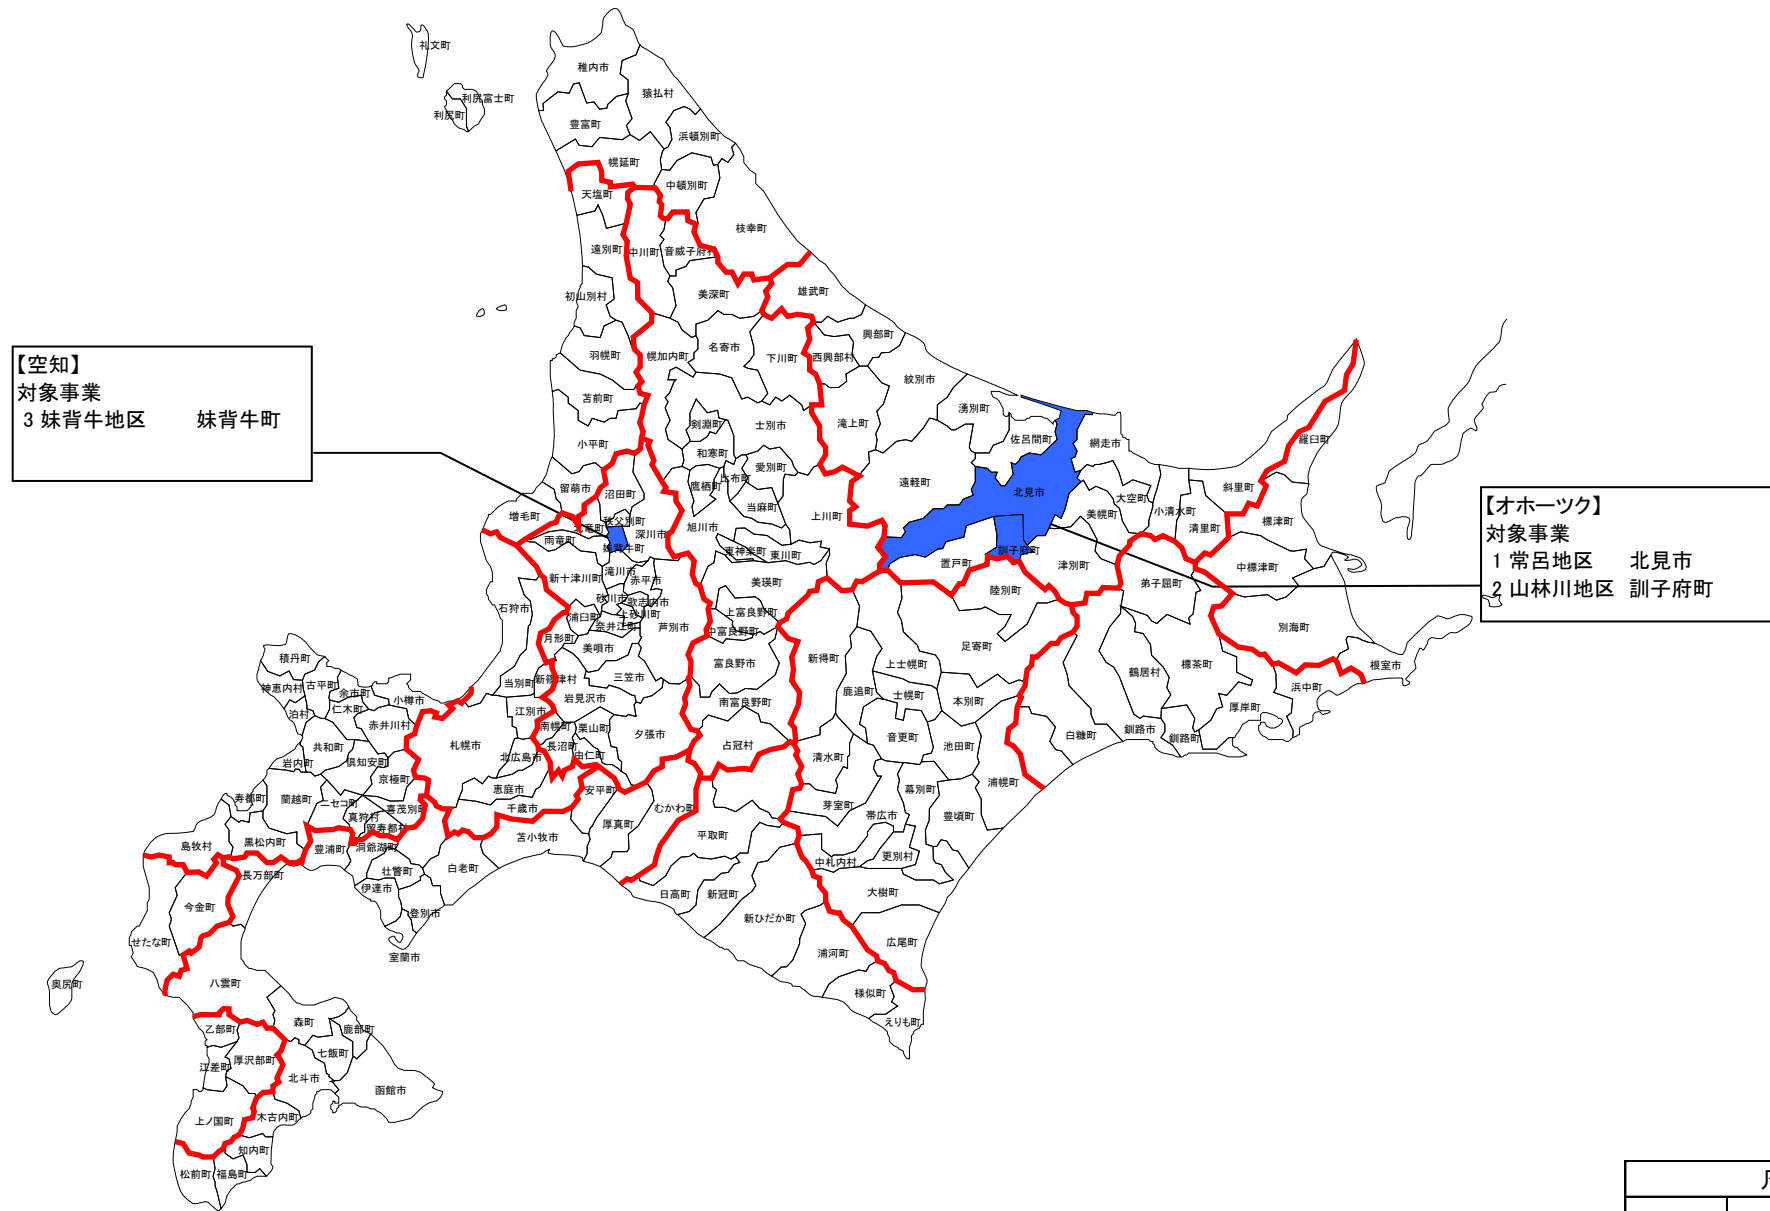 礼文町
利尻富士町
利尻町
稚内市
猿払村
豊富町
浜頓別町
幌延町
中頓別町
天塩町
枝幸町
遠別町
中川町
音威子府村
初山別村
美深町
雄武町
羽幌町
幌加内町
名寄市
下川町
西興部村
興部町
紋別市
苫前町
湧別町
滝上町
剣淵町
士別市
佐呂間町
網走市
羅臼町
小平町
和寒町
愛別町
比布町
鷹栖町
遠軽町
北見市
斜里町
留萌市
沼田町
当麻町
大空町
小清水町
美幌町
清里町
標津町
増毛町
秩父別町
北竜町
旭川市
上川町
雨竜町
妹背牛町
深川市
東神楽町
東川町
訓子府町
置戸町
津別町
中標津町
新十津川町
滝川市
赤平市
美瑛町
陸別町
弟子屈町
石狩市
砂川市
歌志内市
上砂川町
浦臼町
奈井江町
上富良野町
中富良野町
芦別市
別海町
月形町
美唄市
足寄町
根室市
積丹町
富良野市
新得町
上士幌町
鶴居村
標茶町
神恵内村
古平町
余市町
小樽市
当別町
新篠津村
三笠市
岩見沢市
南富良野町
鹿追町
士幌町
本別町
浜中町
厚岸町
泊村
仁木町
赤井川村
江別市
南幌町
栗山町
夕張市
占冠村
音更町
池田町
白糠町
釧路市
釧路町
共和町
札幌市
長沼町
由仁町
北広島市
清水町
岩内町
倶知安町
京極町
恵庭市
安平町
浦幌町
幕別町
寿都町
蘭越町
ニセコ町
真狩村
喜茂別町
留寿都村
千歳市
むかわ町
芽室町
帯広市
豊頃町
厚真町
苫小牧市
平取町
島牧村
黒松内町
豊浦町
洞爺湖町
白老町
中札内村
更別村
長万部町
壮瞥町
伊達市
日高町
新冠町
大樹町
今金町
登別市
新ひだか町
せたな町
室蘭市
浦河町
広尾町
奥尻町
八雲町
様似町
えりも町
乙部町
森町
鹿部町
江差町
厚沢部町
七飯町
北斗市
函館市
上ノ国町
木古内町
知内町
松前町
福島町
【空知】
対象事業
3 妹背牛地区 妹背牛町
【オホーツク】
対象事業
1 常呂地区 北見市
2 山林川地区 訓子府町